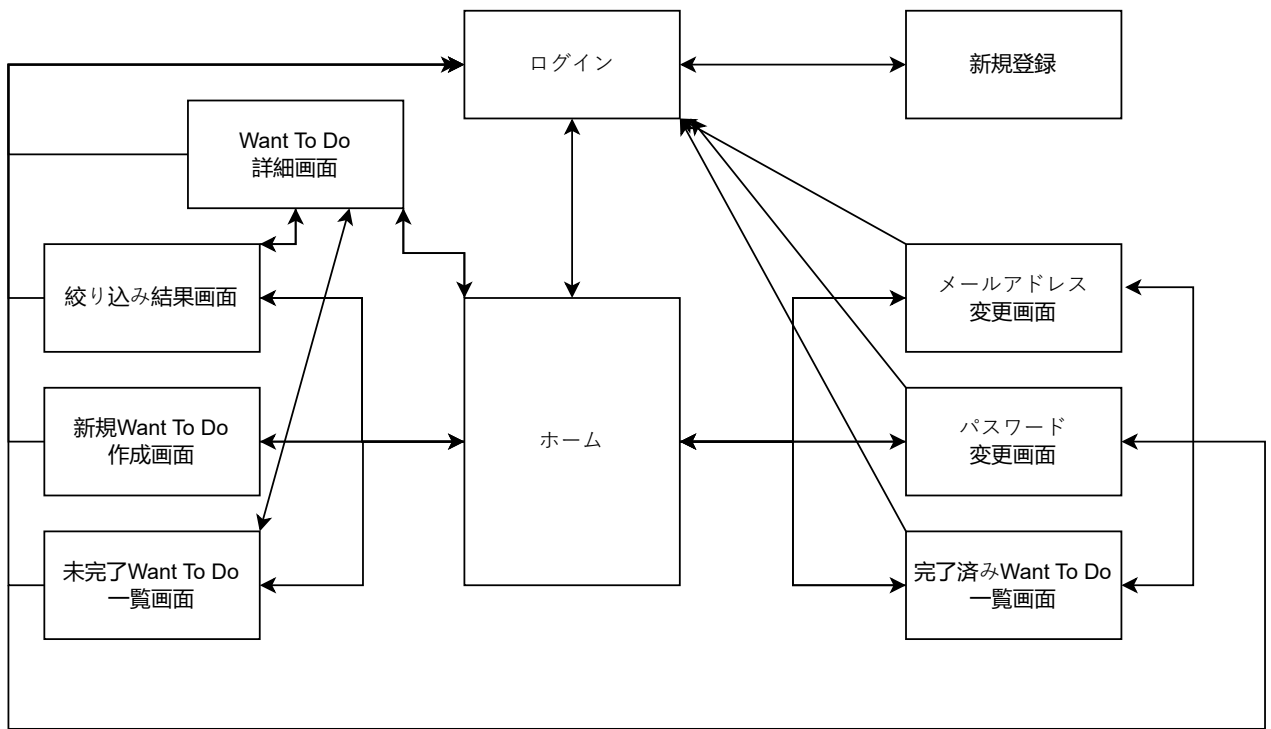 ログイン
新規登録
Want To Do
詳細画面
絞り込み結果画面
メールアドレス
変更画面
新規Want To Do
作成画面
ホーム
パスワード
変更画面
未完了Want To Do
一覧画面
完了済みWant To Do
一覧画面